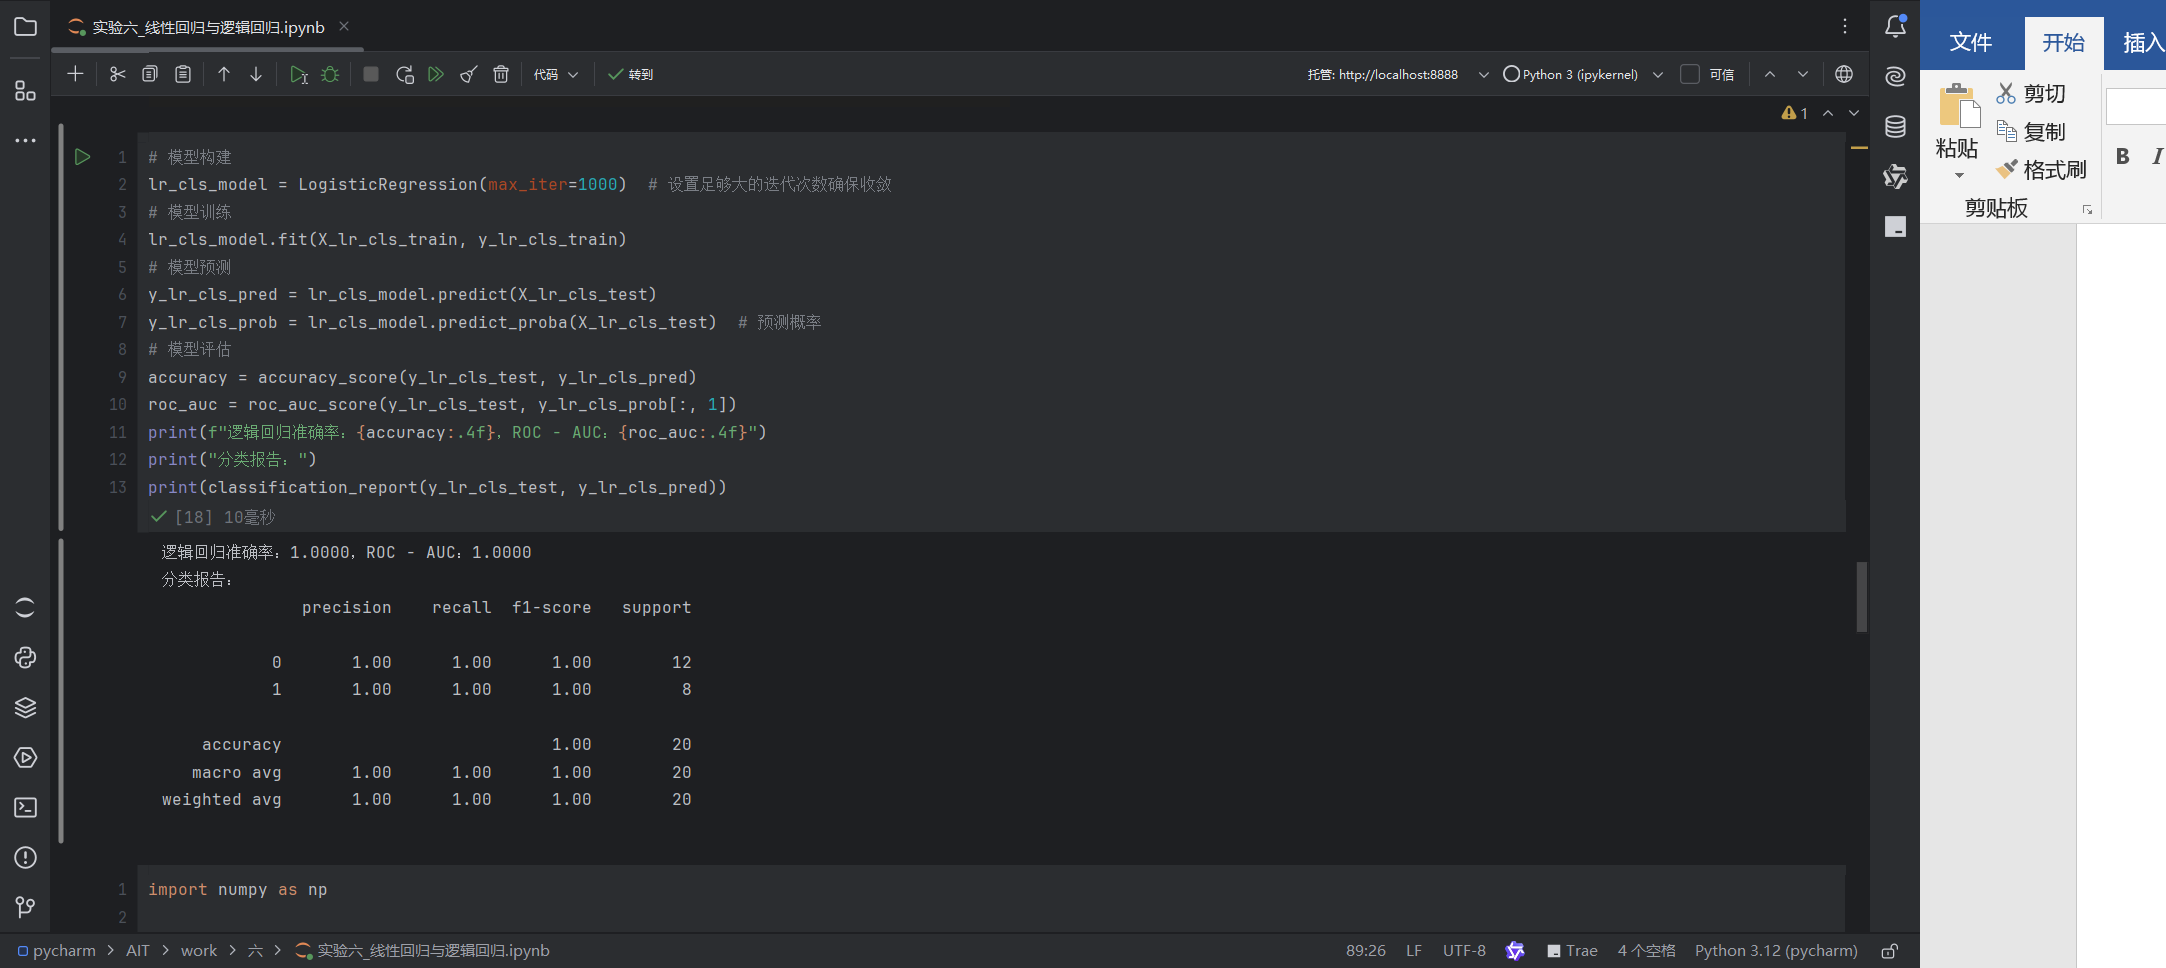 实验六_线性回归与逻辑回归.ipynb
文件 开始 插入
代码 转到 托管: http://localhost:8888 Python 3 (ipykernel) 可信
剪切
复制
粘贴
格式刷
剪贴板
B I
1
1 # 模型构建
2 lr_cls_model = LogisticRegression(max_iter=1000)  # 设置足够大的迭代次数确保收敛
3 # 模型训练
4 lr_cls_model.fit(X_lr_cls_train, y_lr_cls_train)
5 # 模型预测
6 y_lr_cls_pred = lr_cls_model.predict(X_lr_cls_test)
7 y_lr_cls_prob = lr_cls_model.predict_proba(X_lr_cls_test)  # 预测概率
8 # 模型评估
9 accuracy = accuracy_score(y_lr_cls_test, y_lr_cls_pred)
10 roc_auc = roc_auc_score(y_lr_cls_test, y_lr_cls_prob[:, 1])
11 print(f"逻辑回归准确率：{accuracy:.4f}，ROC - AUC：{roc_auc:.4f}")
12 print("分类报告：")
13 print(classification_report(y_lr_cls_test, y_lr_cls_pred))
[18] 10毫秒
逻辑回归准确率：1.0000，ROC - AUC：1.0000
分类报告：
precision recall f1-score support
0 1.00 1.00 1.00 12
1 1.00 1.00 1.00 8
accuracy 1.00 20
macro avg 1.00 1.00 1.00 20
weighted avg 1.00 1.00 1.00 20
1 import numpy as np
2
pycharm > AIT > work > 六 > 实验六_线性回归与逻辑回归.ipynb 89:26 LF UTF-8 Trae 4 个空格 Python 3.12 (pycharm)